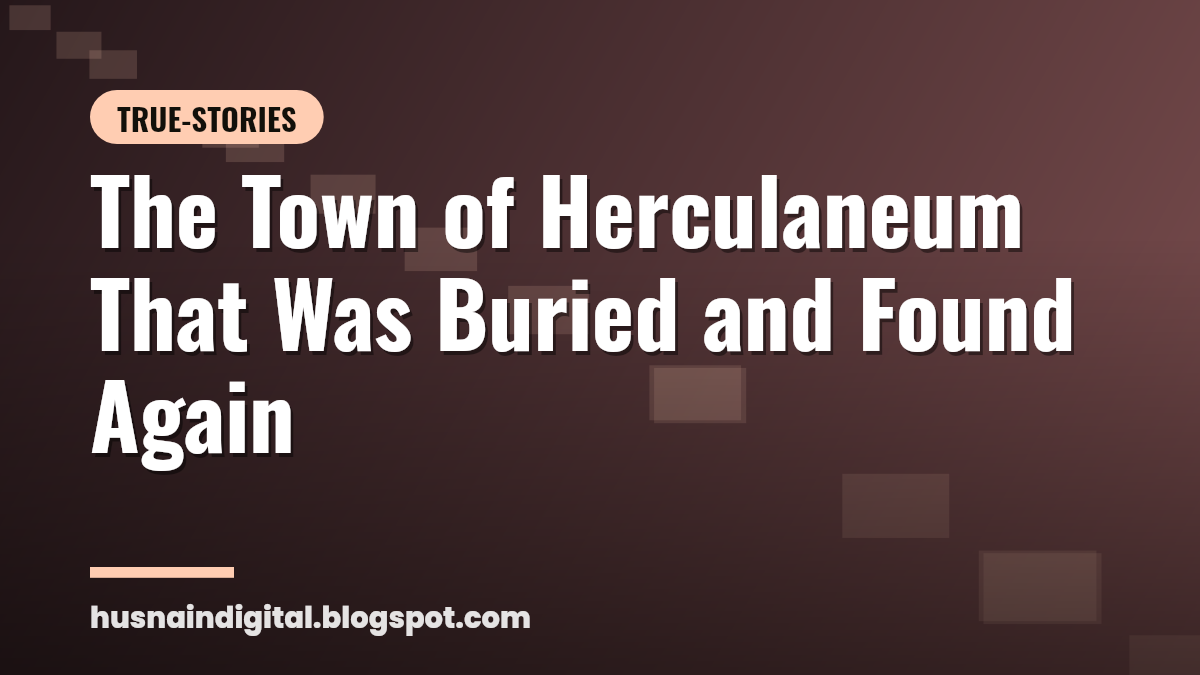 TRUE-STORIES
The Town of Herculaneum
That Was Buried and Found
Again
husnaindigital.blogspot.com